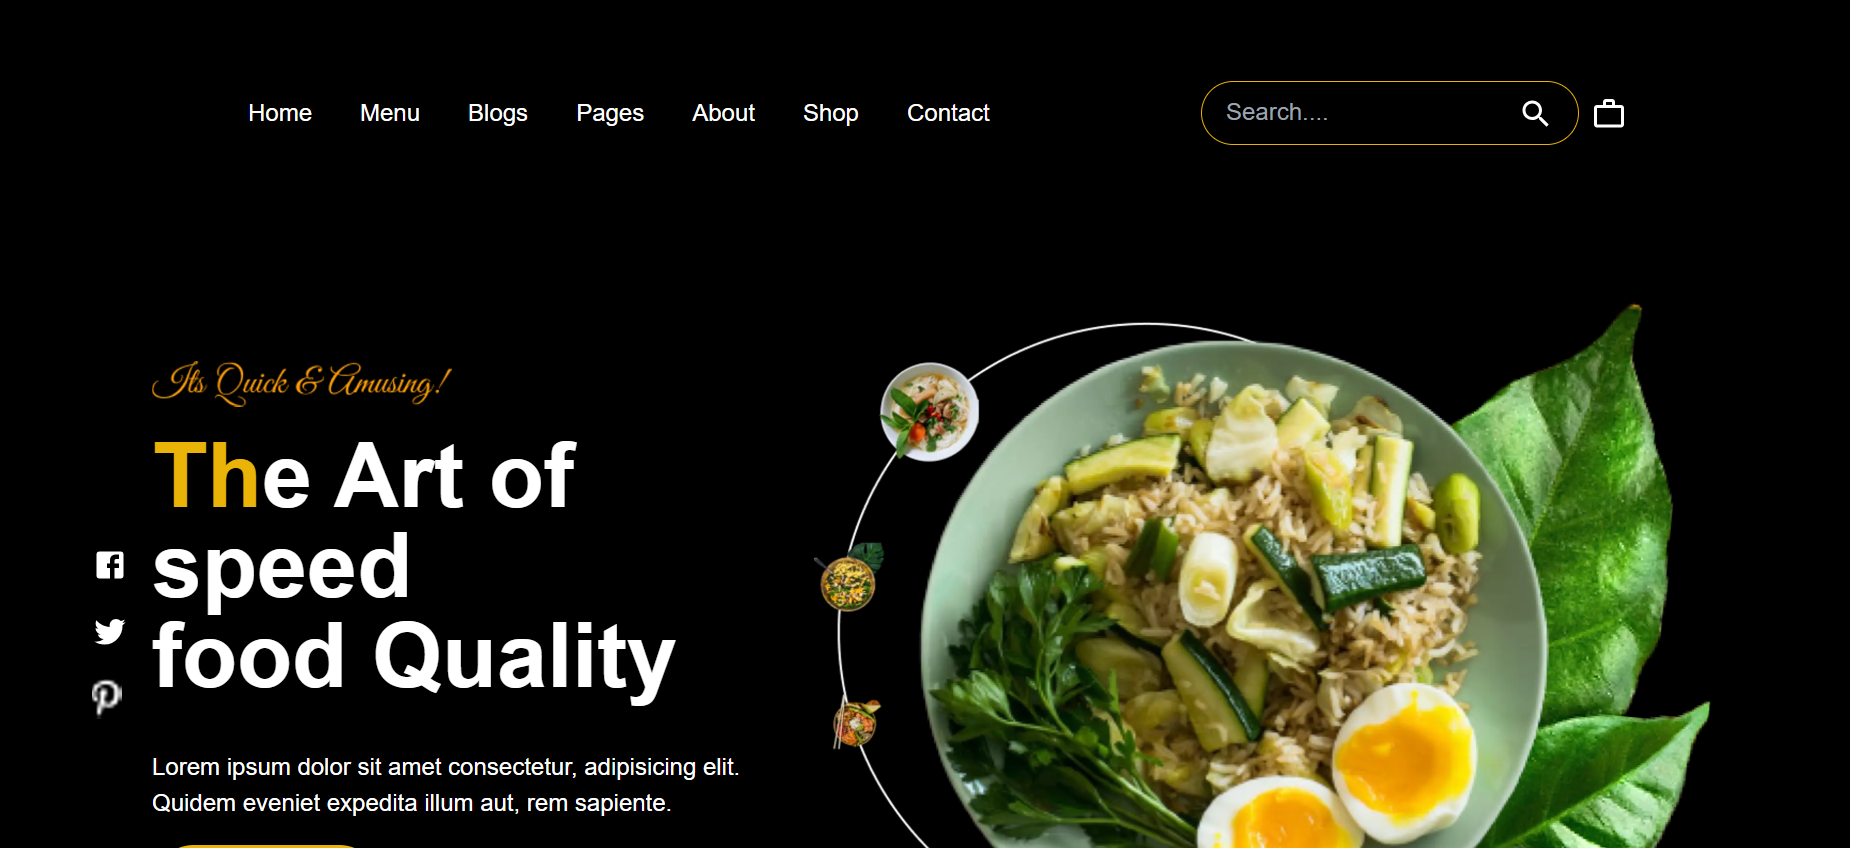 Home Menu Blogs Pages About Shop Contact Search....
Its Quick & Amusing!
The Art of
speed
food Quality
Lorem ipsum dolor sit amet consectetur, adipisicing elit.
Quidem eveniet expedita illum aut, rem sapiente.